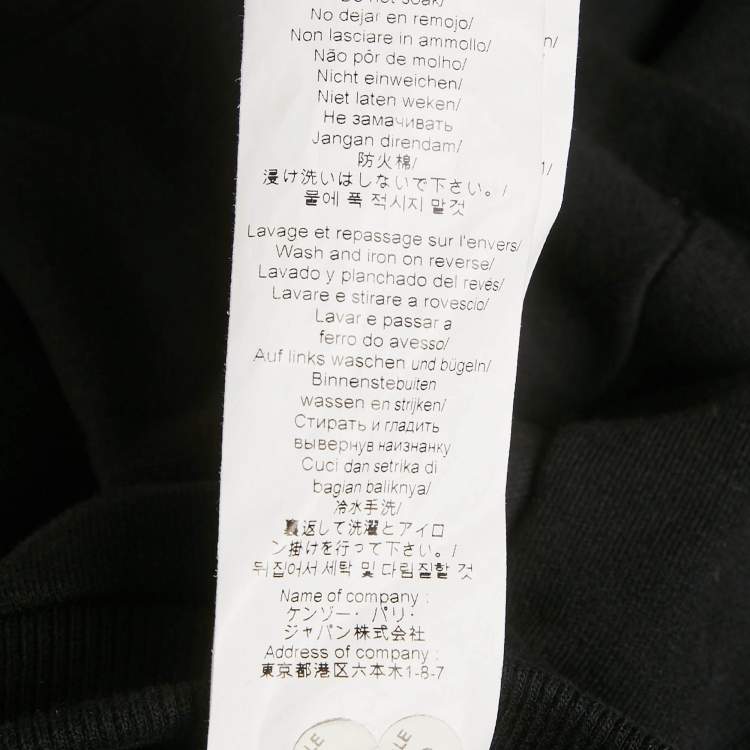 Do not soak/
No dejar en remojo/
Non lasciare in ammollo/
Não pôr de molho/
Nicht einweichen/
Niet laten weken/
Не замачивать
Jangan direndam/
防火棉/
浸け洗いはしないで下さい。/
물에 푹 적시지 말것
Lavage et repassage sur l'envers/
Wash and iron on reverse/
Lavado y planchado del revés/
Lavare e stirare a rovescio/
Lavar e passar a
ferro do avesso/
Auf links waschen und bügeln/
Binnenstebuiten
wassen en strijken/
Стирать и гладить
вывернув наизнанку
Cuci dan setrika di
bagian baliknya/
冷水手洗/
裏返して洗濯とアイロ
ン掛けを行って下さい。/
뒤집어서 세탁 및 다림질할 것
Name of company :
ケンゾー・パリ・
ジャパン株式会社
Address of company :
東京都港区六本木1-8-7